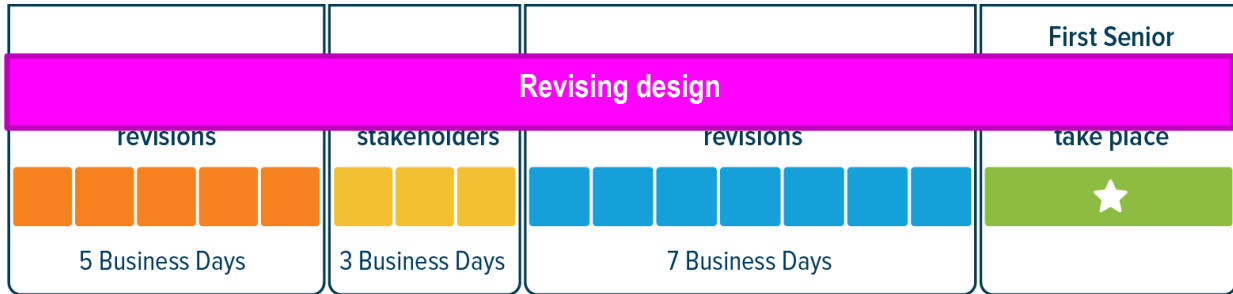 First Senior
Revising design
revisions
stakeholders
revisions
take place
5 Business Days
3 Business Days
7 Business Days